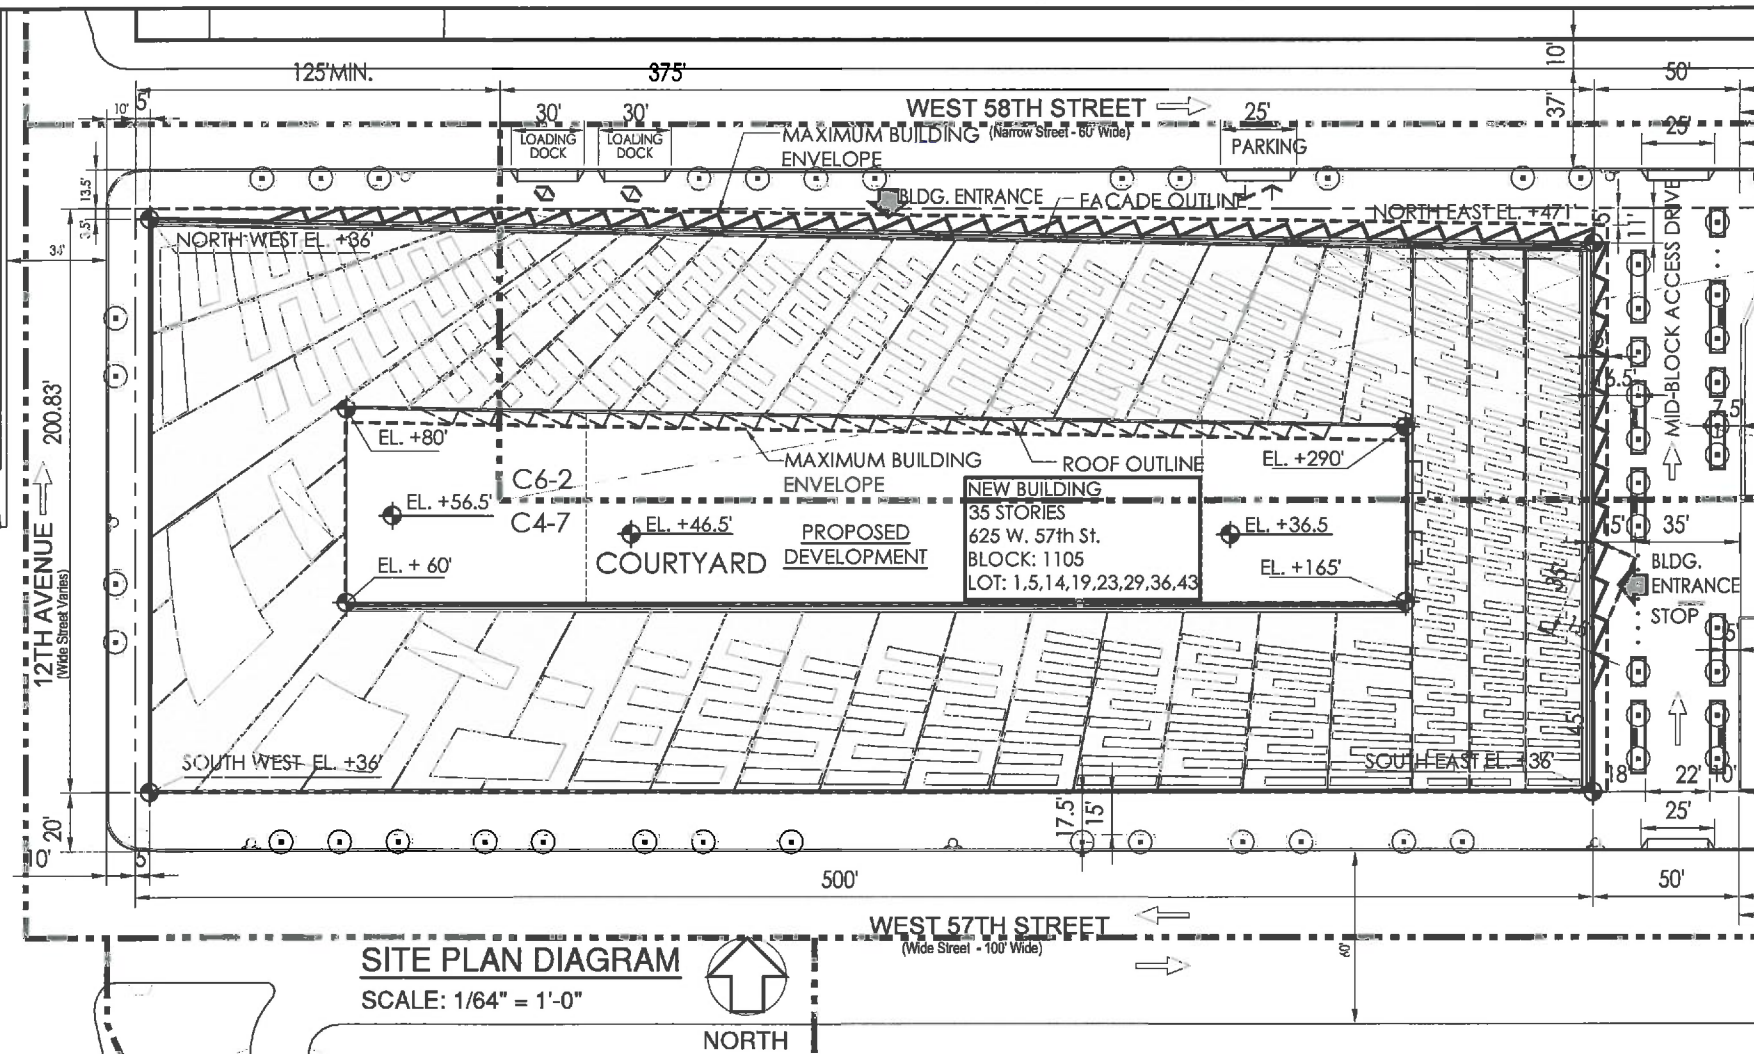 125'MIN.
375'
10'
50'
37'
10'
5'
30'
30'
WEST 58TH STREET
(Narrow Street - 60' Wide)
25'
25'
LOADING
DOCK
LOADING
DOCK
MAXIMUM BUILDING
ENVELOPE
PARKING
13.5'
3.5'
BLDG. ENTRANCE
FACADE OUTLINE
NORTH EAST EL. +471'
5'
11'
NORTH WEST EL. +36'
MID-BLOCK ACCESS DRIVE
6.5'
7.5'
200.83'
12TH AVENUE
(Wide Street Varies)
EL. +80'
MAXIMUM BUILDING
ENVELOPE
ROOF OUTLINE
EL. +290'
C6-2
C4-7
EL. +56.5'
EL. +46.5'
COURTYARD
PROPOSED
DEVELOPMENT
NEW BUILDING
35 STORIES
625 W. 57th St.
BLOCK: 1105
LOT: 1,5,14,19,23,29,36,43
EL. +36.5
EL. +165'
EL. + 60'
5'
35'
35'
BLDG.
ENTRANCE
STOP
15'
5'
45'
SOUTH WEST EL. +36'
SOUTH EAST EL. +36'
18'
22'
10'
25'
17.5'
15'
20'
10'
5'
500'
50'
WEST 57TH STREET
(Wide Street - 100' Wide)
60'
SITE PLAN DIAGRAM
SCALE: 1/64" = 1'-0"
NORTH